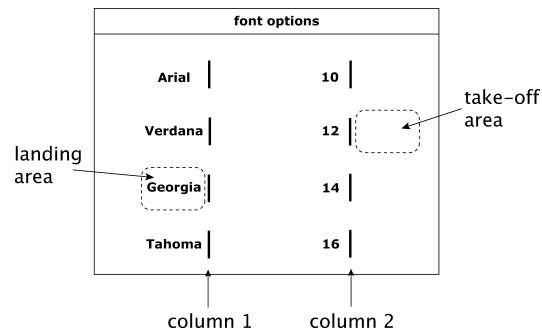 font options
Arial
10
take-off
area
Verdana
12
landing
area
Georgia
14
Tahoma
16
column 1
column 2